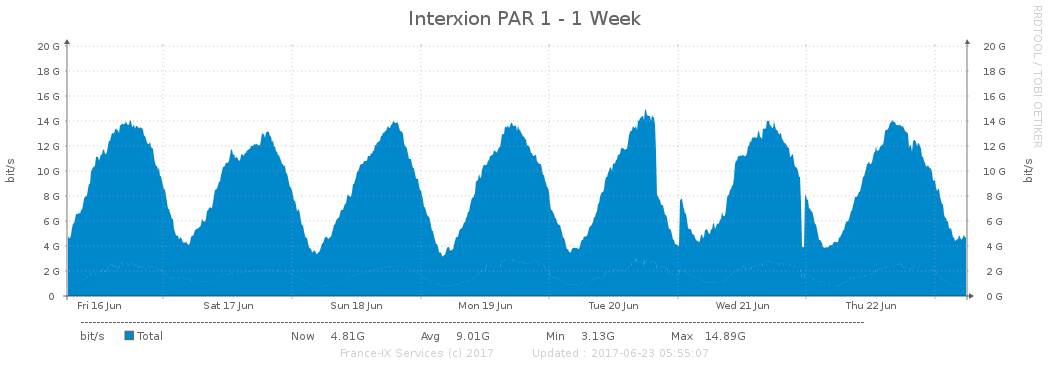 Interxion PAR 1 - 1 Week
RRDTOOL / TOBI OETIKER
20 G 20 G
18 G 18 G
16 G 16 G
14 G 14 G
12 G 12 G
10 G 10 G
8 G 8 G
6 G 6 G
4 G 4 G
2 G 2 G
0 0 G
bit/s
bit/s
Fri 16 Jun Sat 17 Jun Sun 18 Jun Mon 19 Jun Tue 20 Jun Wed 21 Jun Thu 22 Jun
bit/s Total Now 4.81G Avg 9.01G Min 3.13G Max 14.89G
France-IX Services (c) 2017 Updated : 2017-06-23 05:55:07